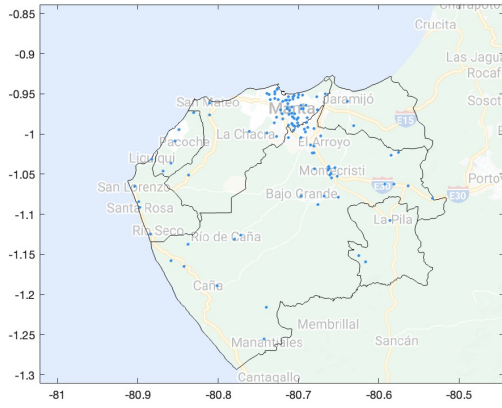 -0.85
Charapotó
Crucita
-0.9
Las Jagu
Rocaf
San Mateo
Manta
Jaramijó
Sosot
-0.95
E15
La Chacra
El Arroyo
Porto
-1
Pacoche
Liguiqui
Montecristi
-1.05
San Lorenzo
Bajo Grande
E30
E30
Santa Rosa
-1.1
La Pila
Río Seco
Río de Caña
-1.15
Caña
-1.2
Membrillal
-1.25
Manantiales
Sancán
Cantagallo
-1.3
-81
-80.9
-80.8
-80.7
-80.6
-80.5